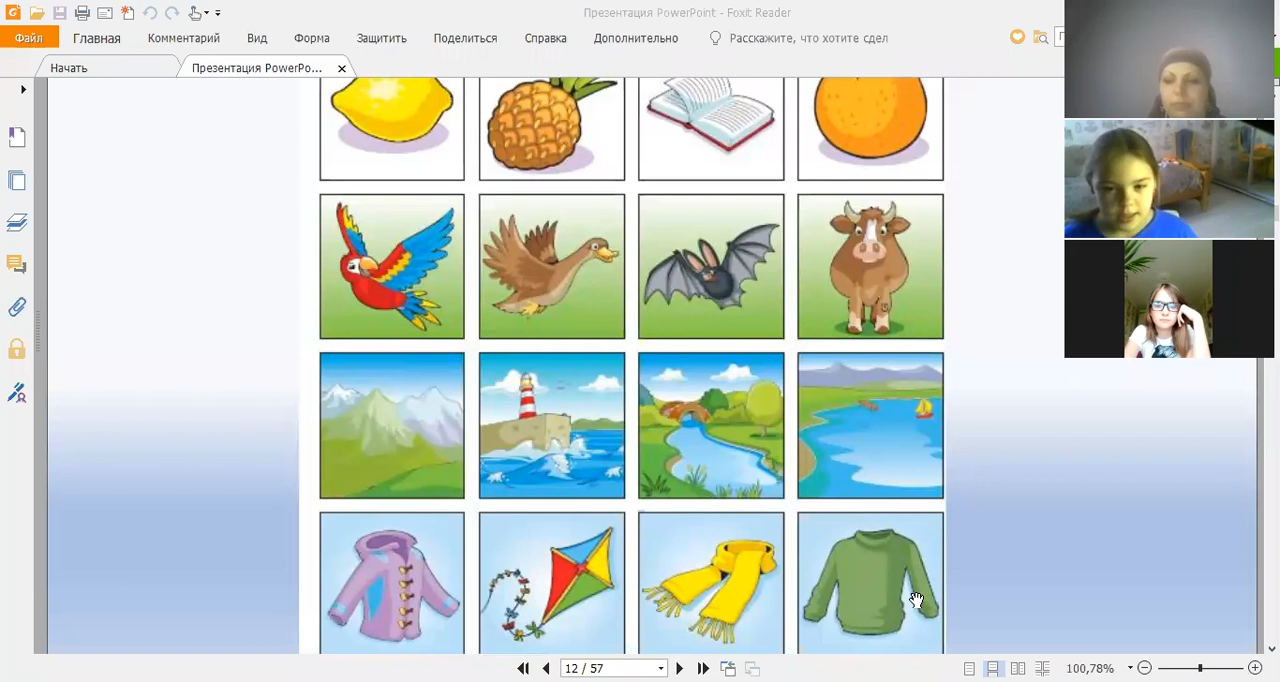 Презентация PowerPoint - Foxit Reader
Файл
Главная
Комментарий
Вид
Форма
Защитить
Поделиться
Справка
Дополнительно
Расскажите, что хотите сдел
Начать
Презентация PowerPo...
12 / 57
100,78%